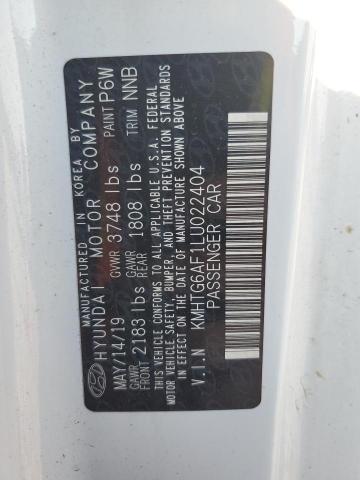 MANUFACTURED IN KOREA BY
HYUNDAI MOTOR COMPANY
MAY/14/19 GVWR 3748 lbs PAINT P6W
GAWR FRONT 2183 lbs GAWR REAR 1808 lbs TRIM NNB
THIS VEHICLE CONFORMS TO ALL APPLICABLE U.S.A. FEDERAL
MOTOR VEHICLE SAFETY, BUMPER, AND THEFT PREVENTION STANDARDS
IN EFFECT ON THE DATE OF MANUFACTURE SHOWN ABOVE.
V.I.N KMHTG6AF1LU022404
PASSENGER CAR